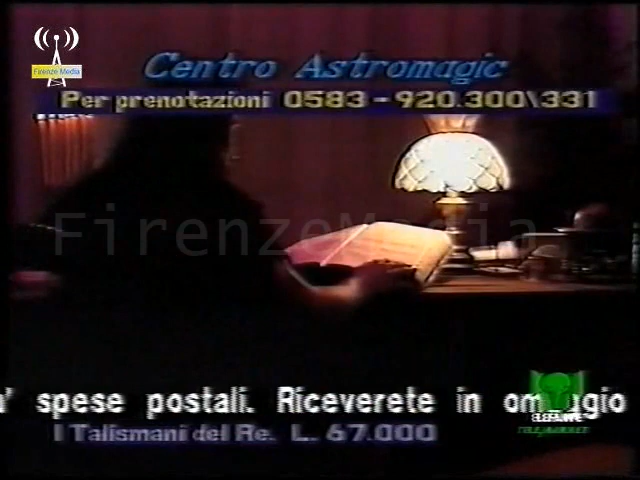 Firenze Media
Centro Astromagic
Per prenotazioni 0583-920.300\331
FirenzeMedia
spese postali. Riceverete in
I Talismani del Re. L. 67.000